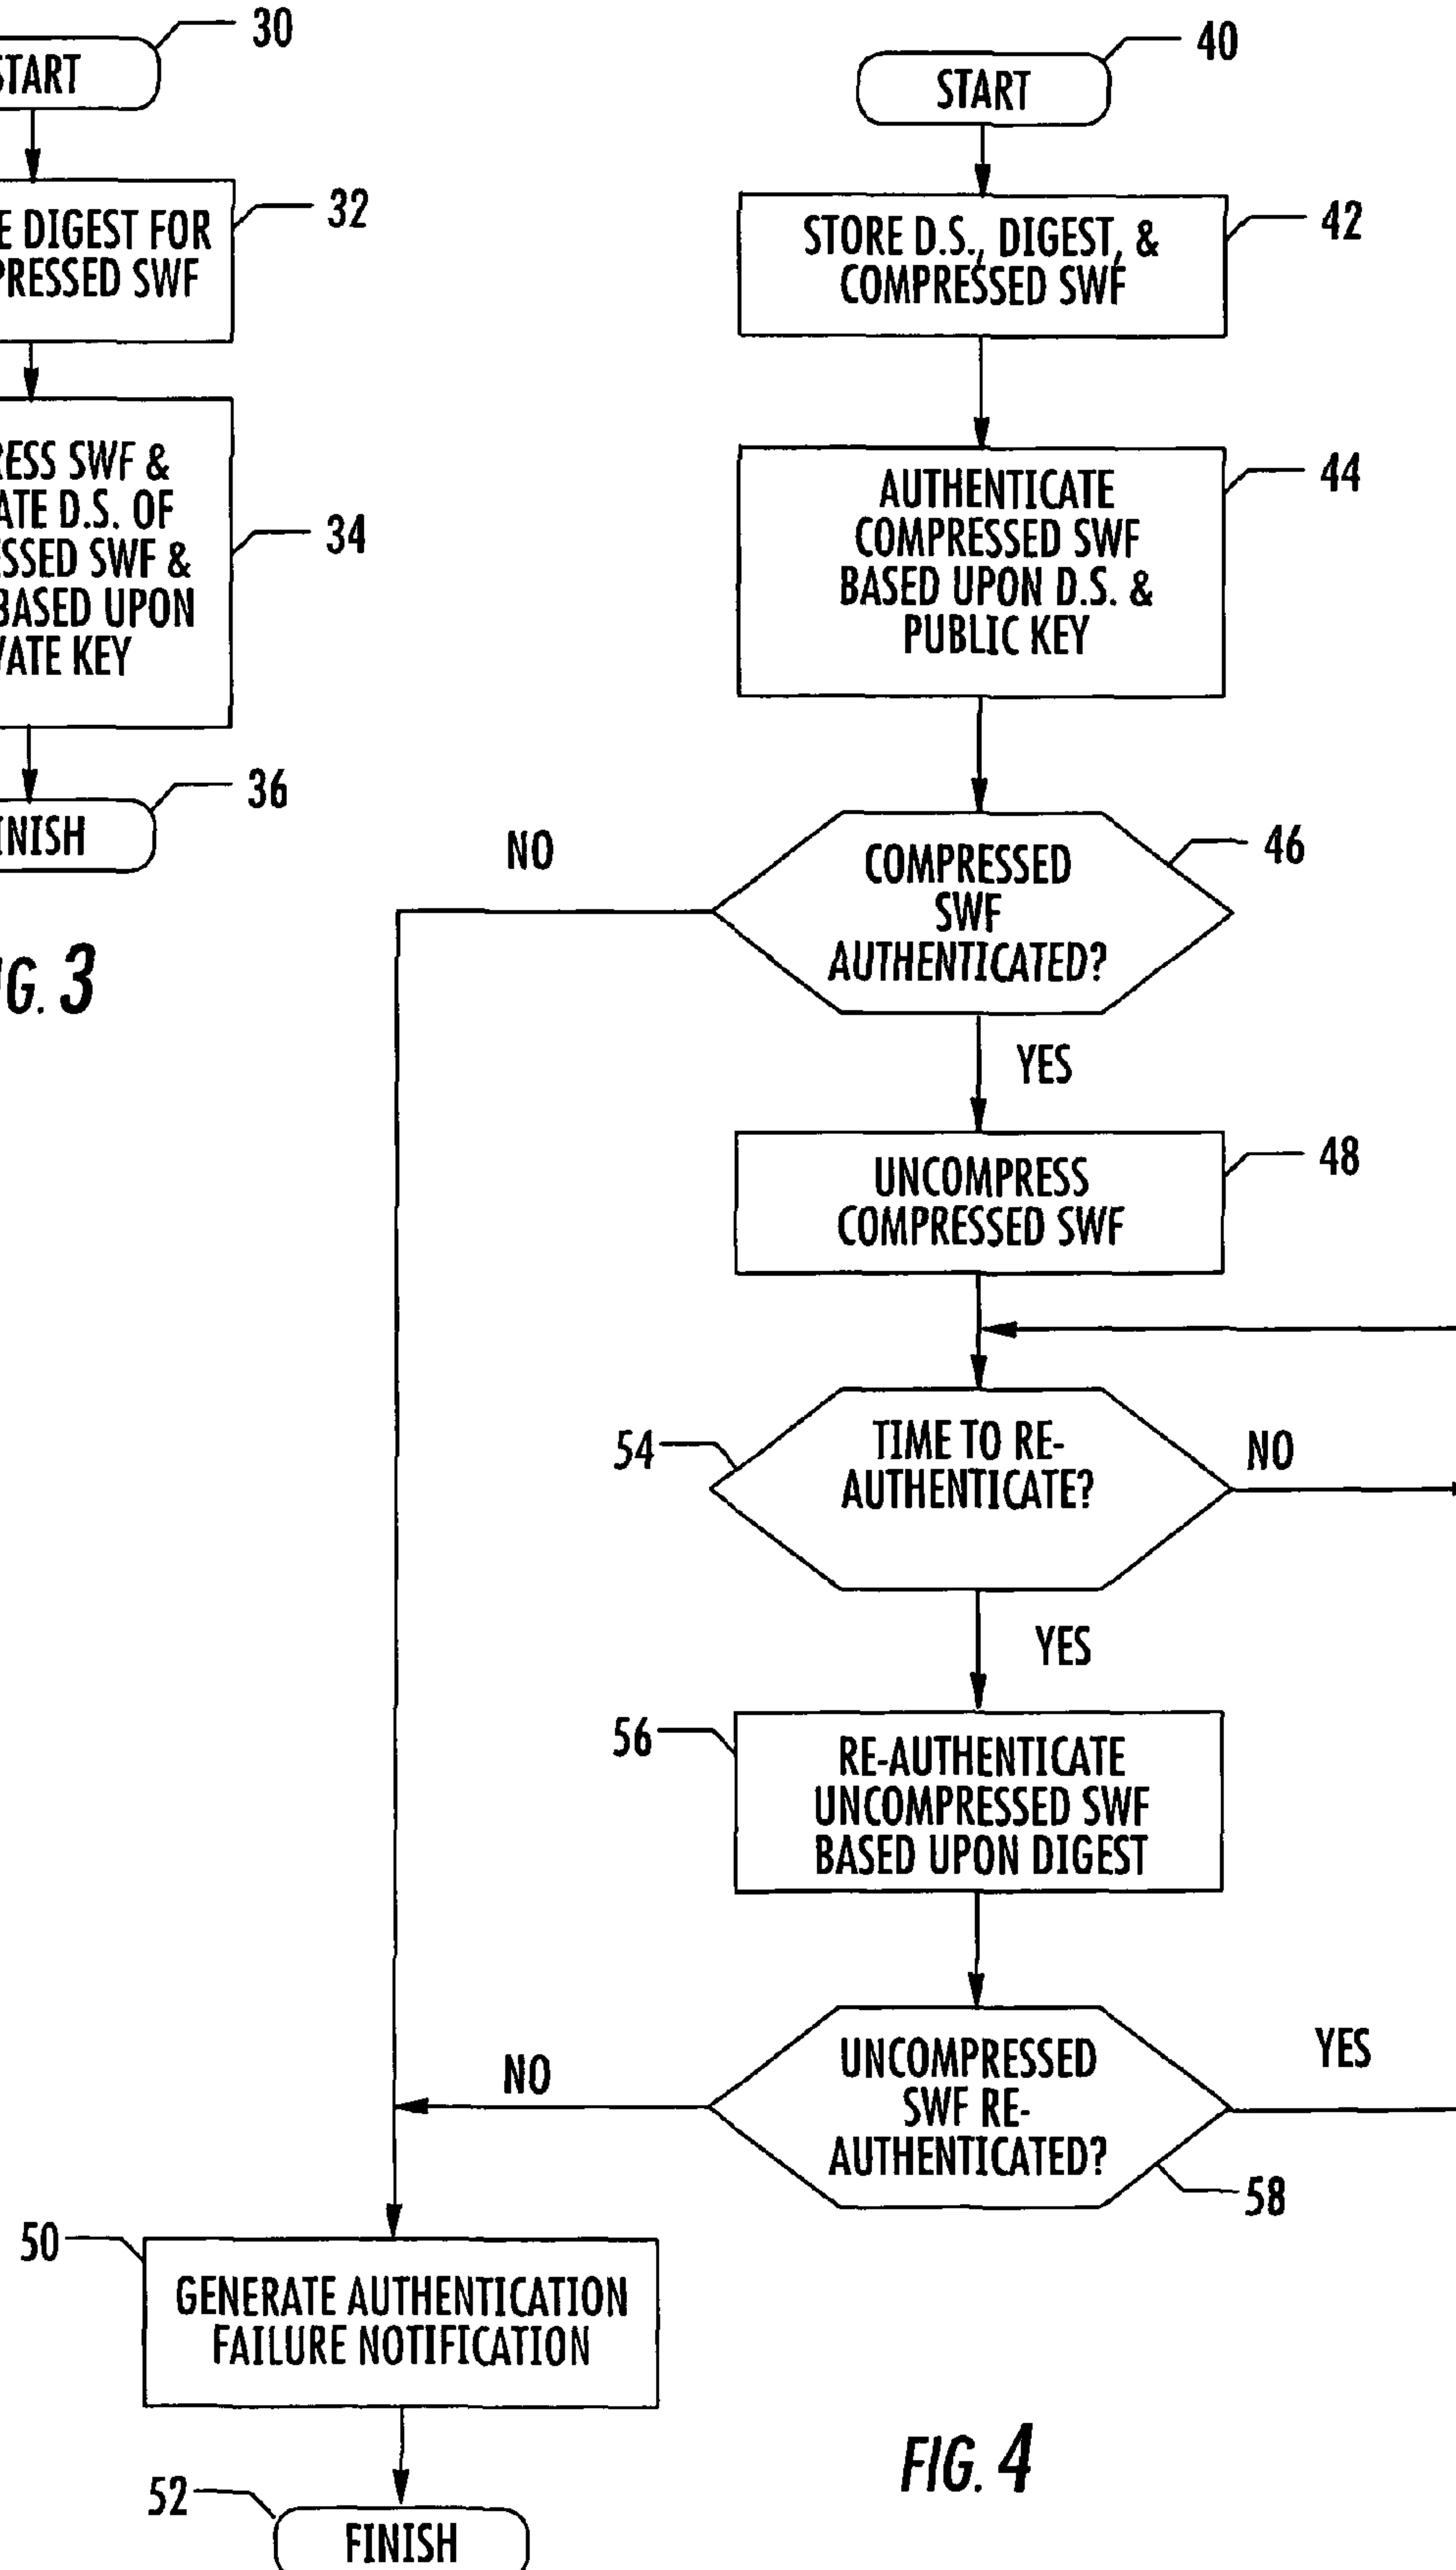 START
30
E DIGEST FOR
PRESSED SWF
32
RESS SWF &
ATE D.S. OF
ESSED SWF &
BASED UPON
VATE KEY
34
INISH
36
G. 3
START
40
STORE D.S., DIGEST, &
COMPRESSED SWF
42
AUTHENTICATE
COMPRESSED SWF
BASED UPON D.S. &
PUBLIC KEY
44
NO
COMPRESSED
SWF
AUTHENTICATED?
46
YES
UNCOMPRESS
COMPRESSED SWF
48
54
TIME TO RE-
AUTHENTICATE?
NO
YES
56
RE-AUTHENTICATE
UNCOMPRESSED SWF
BASED UPON DIGEST
NO
UNCOMPRESSED
SWF RE-
AUTHENTICATED?
YES
58
50
GENERATE AUTHENTICATION
FAILURE NOTIFICATION
52
FINISH
FIG. 4